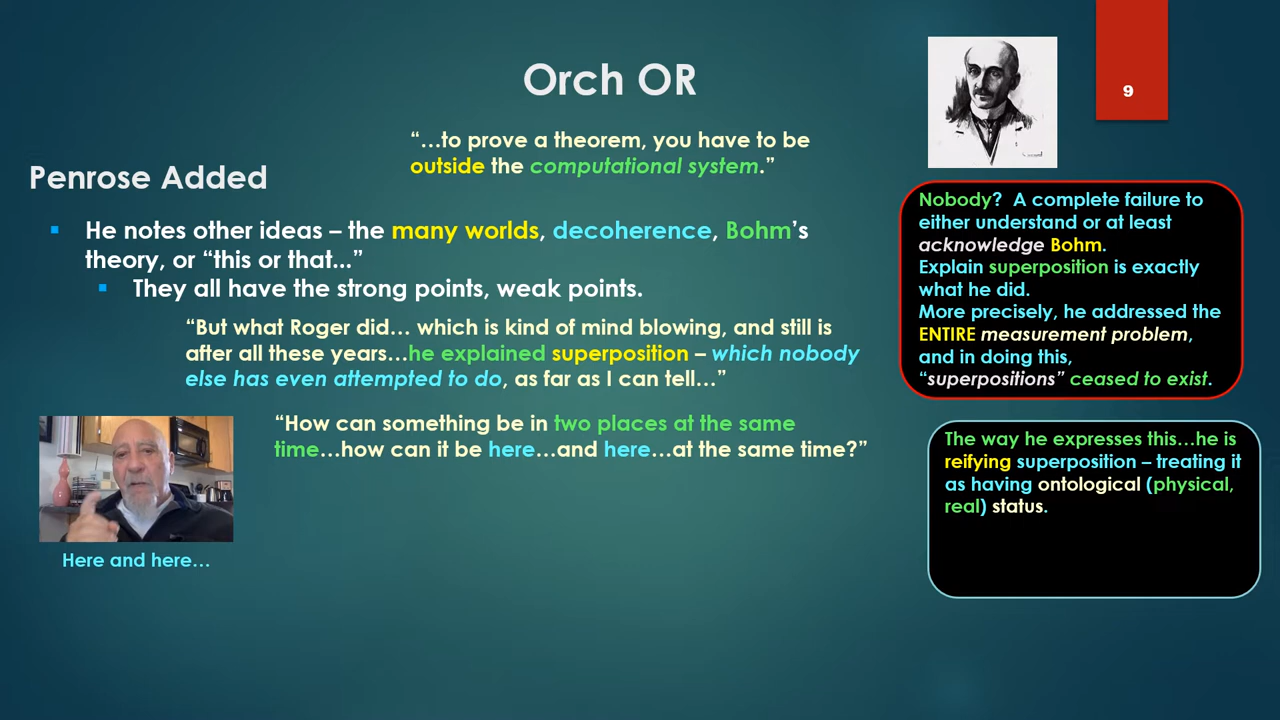 Orch OR
9
“…to prove a theorem, you have to be
outside the computational system.”
Penrose Added
He notes other ideas – the many worlds, decoherence, Bohm’s
theory, or “this or that…”
They all have the strong points, weak points.
“But what Roger did… which is kind of mind blowing, and still is
after all these years…he explained superposition – which nobody
else has even attempted to do, as far as I can tell…”
“How can something be in two places at the same
time…how can it be here…and here…at the same time?”
Here and here…
Nobody? A complete failure to
either understand or at least
acknowledge Bohm.
Explain superposition is exactly
what he did.
More precisely, he addressed the
ENTIRE measurement problem,
and in doing this,
“superpositions” ceased to exist.
The way he expresses this…he is
reifying superposition – treating it
as having ontological (physical,
real) status.